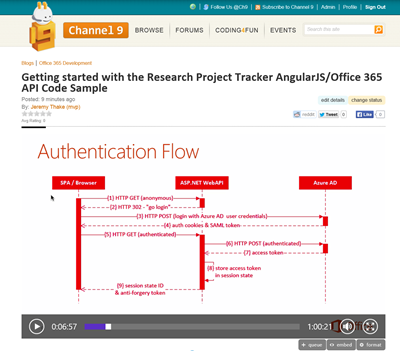 Follow Us @Ch9 Subscribe to Channel 9 Admin Profile Sign Out
Channel 9 BROWSE FORUMS CODING4FUN EVENTS
Blogs Office 365 Development
Getting started with the Research Project Tracker AngularJS/Office 365
API Code Sample
Posted: 9 minutes ago
edit details change status
By: Jeremy Thake (mvp)
reddit Tweet 0 Like 0
Avg Rating: 0
Authentication Flow
SPA / Browser ASP.NET WebAPI Azure AD
(1) HTTP GET (anonymous)
(2) HTTP 302 - "go login"
(3) HTTP POST (login with Azure AD user credentials)
(4) auth cookies & SAML token
(5) HTTP GET (authenticated)
(6) HTTP POST (authenticated)
(7) access token
(8) store access token
in session state
(9) session state ID
& anti-forgery token
0:06:57 1:00:21
+ queue embed format